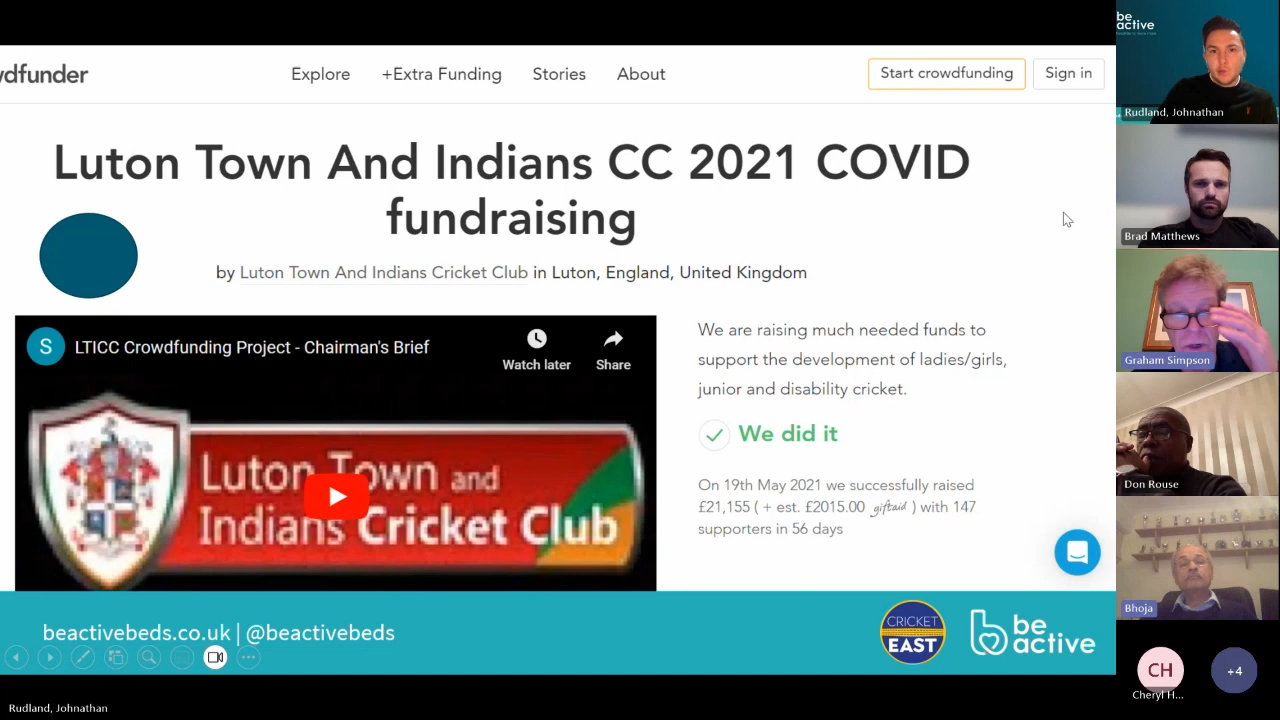 wdfunder
Explore
+Extra Funding
Stories
About
Start crowdfunding
Sign in
Luton Town And Indians CC 2021 COVID
fundraising
by Luton Town And Indians Cricket Club in Luton, England, United Kingdom
S
LTICC Crowdfunding Project - Chairman's Brief
Watch later
Share
Luton Town and
Indians Cricket Club
We are raising much needed funds to
support the development of ladies/girls,
junior and disability cricket.
We did it
On 19th May 2021 we successfully raised
£21,155 ( + est. £2015.00 giftaid ) with 147
supporters in 56 days
beactivebeds.co.uk | @beactivebeds
CRICKET
EAST
be
active
Rudland, Johnathan
be
active
Rudland, Johnathan
Brad Matthews
Graham Simpson
Don Rouse
Bhoja
CH
Cheryl H...
+4